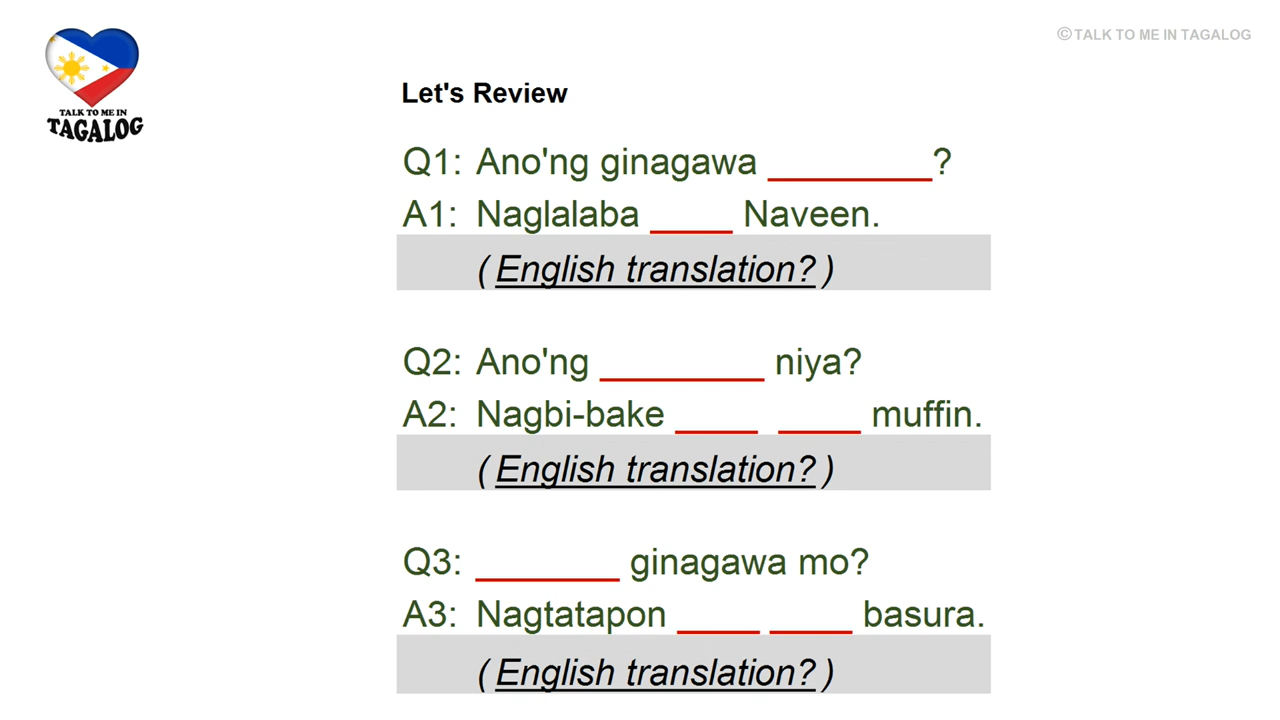 © TALK TO ME IN TAGALOG
TALK TO ME IN
TAGALOG
Let's Review
Q1: Ano'ng ginagawa ________?
A1: Naglalaba ____ Naveen.
(English translation?)
Q2: Ano'ng ________ niya?
A2: Nagbi-bake ____ ____ muffin.
(English translation?)
Q3: _______ ginagawa mo?
A3: Nagtatapon ____ ____ basura.
(English translation?)